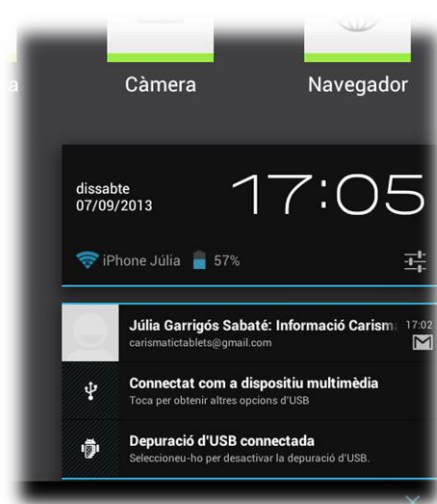 a
Càmera
Navegador
dissabte
07/09/2013
17:05
iPhone Júlia
57%
Júlia Garrigós Sabaté: Informació Carism
17:02
carismatictablets@gmail.com
Connectat com a dispositiu multimèdia
Toca per obtenir altres opcions d'USB
Depuració d'USB connectada
Seleccioneu-ho per desactivar la depuració d'USB.